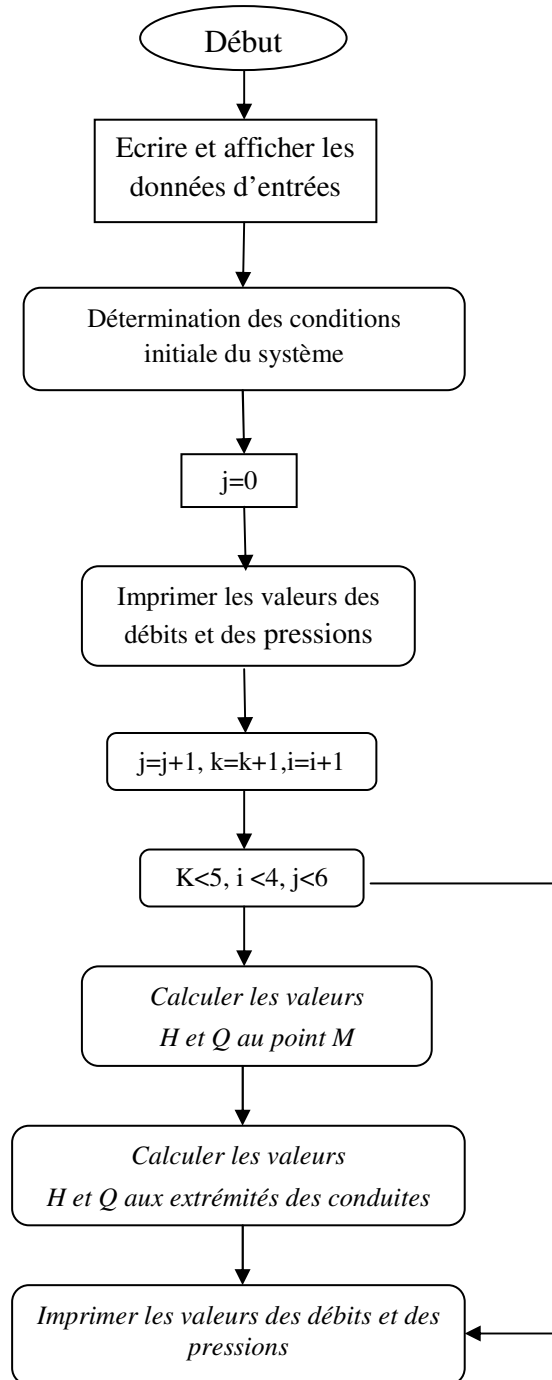 Début
Ecrire et afficher les
données d’entrées
Détermination des conditions
initiale du système
j=0
Imprimer les valeurs des
débits et des pressions
j=j+1, k=k+1,i=i+1
K<5, i <4, j<6
Calculer les valeurs
H et Q au point M
Calculer les valeurs
H et Q aux extrémités des conduites
Imprimer les valeurs des débits et des
pressions